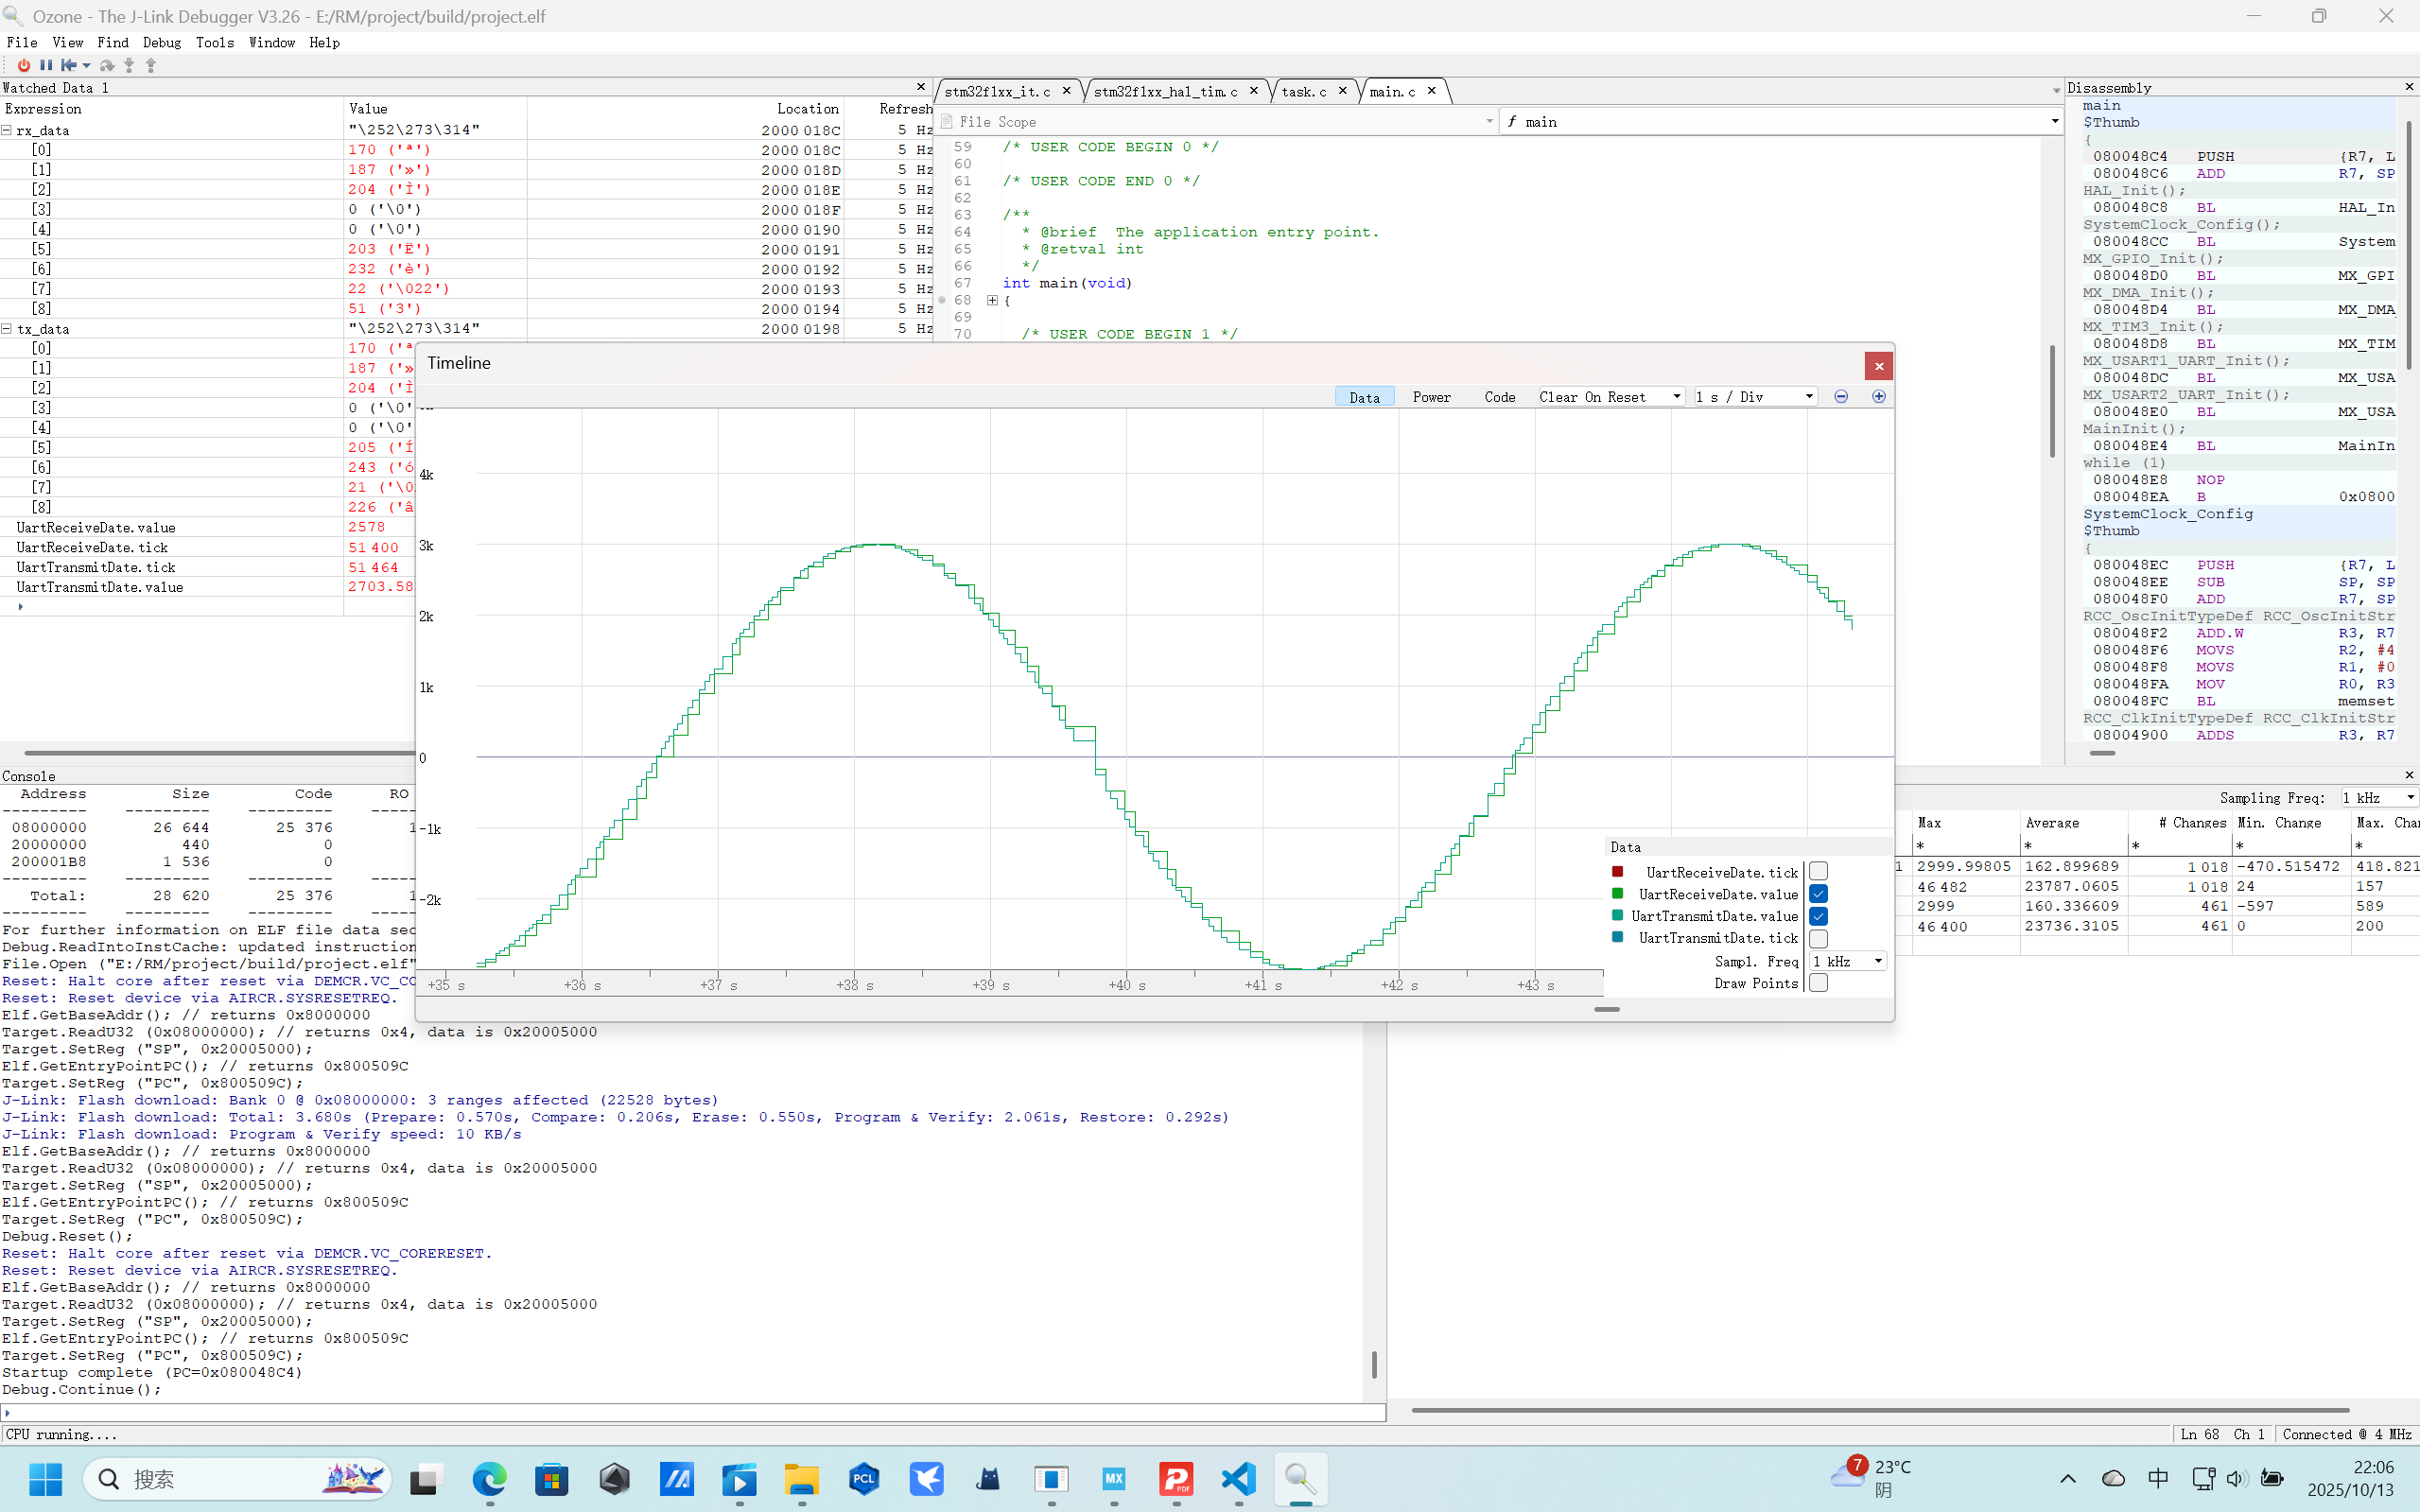 Ozone - The J-Link Debugger V3.26 - E:/RM/project/build/project.elf
File View Find Debug Tools Window Help
Watched Data 1
Expression Value Location Refresh
rx_data "\252\273\314" 2000 018C 5 Hz
[0] 170 ('ª') 2000 018C 5 Hz
[1] 187 ('»') 2000 018D 5 Hz
[2] 204 ('Ì') 2000 018E 5 Hz
[3] 0 ('\0') 2000 018F 5 Hz
[4] 0 ('\0') 2000 0190 5 Hz
[5] 203 ('Ë') 2000 0191 5 Hz
[6] 232 ('è') 2000 0192 5 Hz
[7] 22 ('\022') 2000 0193 5 Hz
[8] 51 ('3') 2000 0194 5 Hz
tx_data "\252\273\314" 2000 0198 5 Hz
[0] 170 ('ª
[1] 187 ('»
[2] 204 ('Ì
[3] 0 ('\0'
[4] 0 ('\0'
[5] 205 ('Í
[6] 243 ('ó
[7] 21 ('\0
[8] 226 ('â
UartReceiveDate.value 2578
UartReceiveDate.tick 51 400
UartTransmitDate.tick 51 464
UartTransmitDate.value 2703.58
stm32f1xx_it.c
stm32f1xx_hal_tim.c
task.c
main.c
File Scope
f main
59 /* USER CODE BEGIN 0 */
60
61 /* USER CODE END 0 */
62
63 /**
64 * @brief The application entry point.
65 * @retval int
66 */
67 int main(void)
68 {
69
70 /* USER CODE BEGIN 1 */
Disassembly
main
$Thumb
{
080048C4 PUSH {R7, L
080048C6 ADD R7, SP
HAL_Init();
080048C8 BL HAL_In
SystemClock_Config();
080048CC BL System
MX_GPIO_Init();
080048D0 BL MX_GPI
MX_DMA_Init();
080048D4 BL MX_DMA_
MX_TIM3_Init();
080048D8 BL MX_TIM
MX_USART1_UART_Init();
080048DC BL MX_USA
MX_USART2_UART_Init();
080048E0 BL MX_USA
MainInit();
080048E4 BL MainIn
while (1)
080048E8 NOP
080048EA B 0x0800
SystemClock_Config
$Thumb
{
080048EC PUSH {R7, L
080048EE SUB SP, SP
080048F0 ADD R7, SP
RCC_OscInitTypeDef RCC_OscInitStr
080048F2 ADD.W R3, R7
080048F6 MOVS R2, #4
080048F8 MOVS R1, #0
080048FA MOV R0, R3
080048FC BL memset
RCC_ClkInitTypeDef RCC_ClkInitStr
08004900 ADDS R3, R7
Timeline
Data Power Code Clear On Reset 1 s / Div
4k
3k
2k
1k
0
-1k
-2k
+35 s +36 s +37 s +38 s +39 s +40 s +41 s +42 s +43 s
Data
UartReceiveDate.tick
UartReceiveDate.value
UartTransmitDate.value
UartTransmitDate.tick
Sampl. Freq 1 kHz
Draw Points
Sampling Freq: 1 kHz
Max Average # Changes Min. Change Max. Cha
* * * * *
1 2999.99805 162.899689 1 018 -470.515472 418.821
46 482 23787.0605 1 018 24 157
2999 160.336609 461 -597 589
46 400 23736.3105 461 0 200
Console
Address Size Code RO
--------- --------- --------- -----
08000000 26 644 25 376 1
20000000 440 0
200001B8 1 536 0
--------- --------- --------- -----
Total: 28 620 25 376 1
--------- --------- --------- -----
For further information on ELF file data sec
Debug.ReadIntoInstCache: updated instruction
File.Open ("E:/RM/project/build/project.elf"
Reset: Halt core after reset via DEMCR.VC_CO
Reset: Reset device via AIRCR.SYSRESETREQ.
Elf.GetBaseAddr(); // returns 0x8000000
Target.ReadU32 (0x08000000); // returns 0x4, data is 0x20005000
Target.SetReg ("SP", 0x20005000);
Elf.GetEntryPointPC(); // returns 0x800509C
Target.SetReg ("PC", 0x800509C);
J-Link: Flash download: Bank 0 @ 0x08000000: 3 ranges affected (22528 bytes)
J-Link: Flash download: Total: 3.680s (Prepare: 0.570s, Compare: 0.206s, Erase: 0.550s, Program & Verify: 2.061s, Restore: 0.292s)
J-Link: Flash download: Program & Verify speed: 10 KB/s
Elf.GetBaseAddr(); // returns 0x8000000
Target.ReadU32 (0x08000000); // returns 0x4, data is 0x20005000
Target.SetReg ("SP", 0x20005000);
Elf.GetEntryPointPC(); // returns 0x800509C
Target.SetReg ("PC", 0x800509C);
Debug.Reset();
Reset: Halt core after reset via DEMCR.VC_CORERESET.
Reset: Reset device via AIRCR.SYSRESETREQ.
Elf.GetBaseAddr(); // returns 0x8000000
Target.ReadU32 (0x08000000); // returns 0x4, data is 0x20005000
Target.SetReg ("SP", 0x20005000);
Elf.GetEntryPointPC(); // returns 0x800509C
Target.SetReg ("PC", 0x800509C);
Startup complete (PC=0x080048C4)
Debug.Continue();
CPU running....
Ln 68 Ch 1 Connected @ 4 MHz
搜索
PCL
MX
PDF
7
23°C
阴
中
22:06
2025/10/13